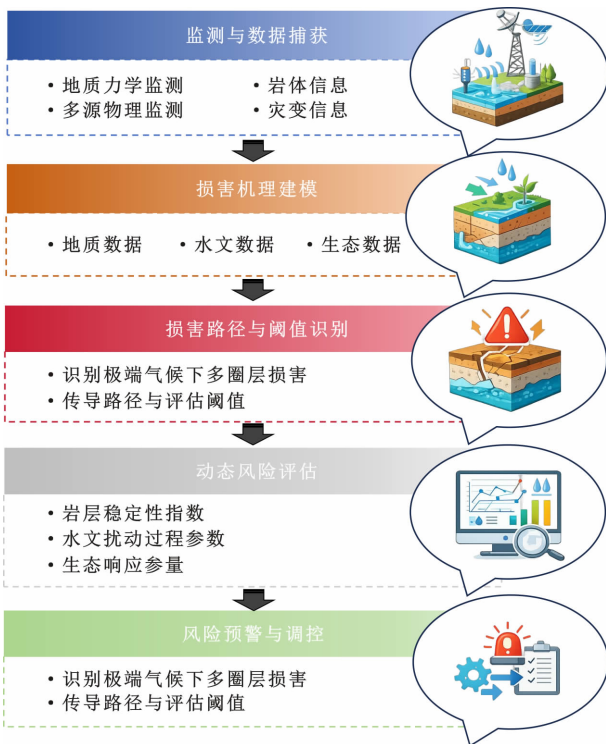 监测与数据捕获
• 地质力学监测 • 岩体信息
• 多源物理监测 • 灾变信息
损害机理建模
• 地质数据 • 水文数据 • 生态数据
损害路径与阈值识别
• 识别极端气候下多圈层损害
• 传导路径与评估阈值
动态风险评估
• 岩层稳定性指数
• 水文扰动过程参数
• 生态响应参量
风险预警与调控
• 识别极端气候下多圈层损害
• 传导路径与评估阈值